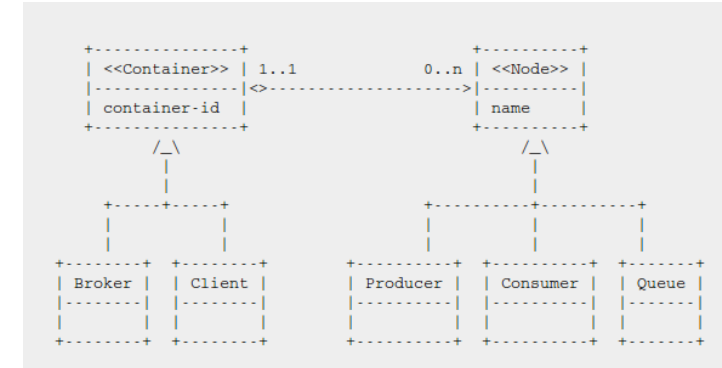 <<Container>> 1..1 0..n <<Node>>
<>-------------------->
container-id name
Broker Client Producer Consumer Queue